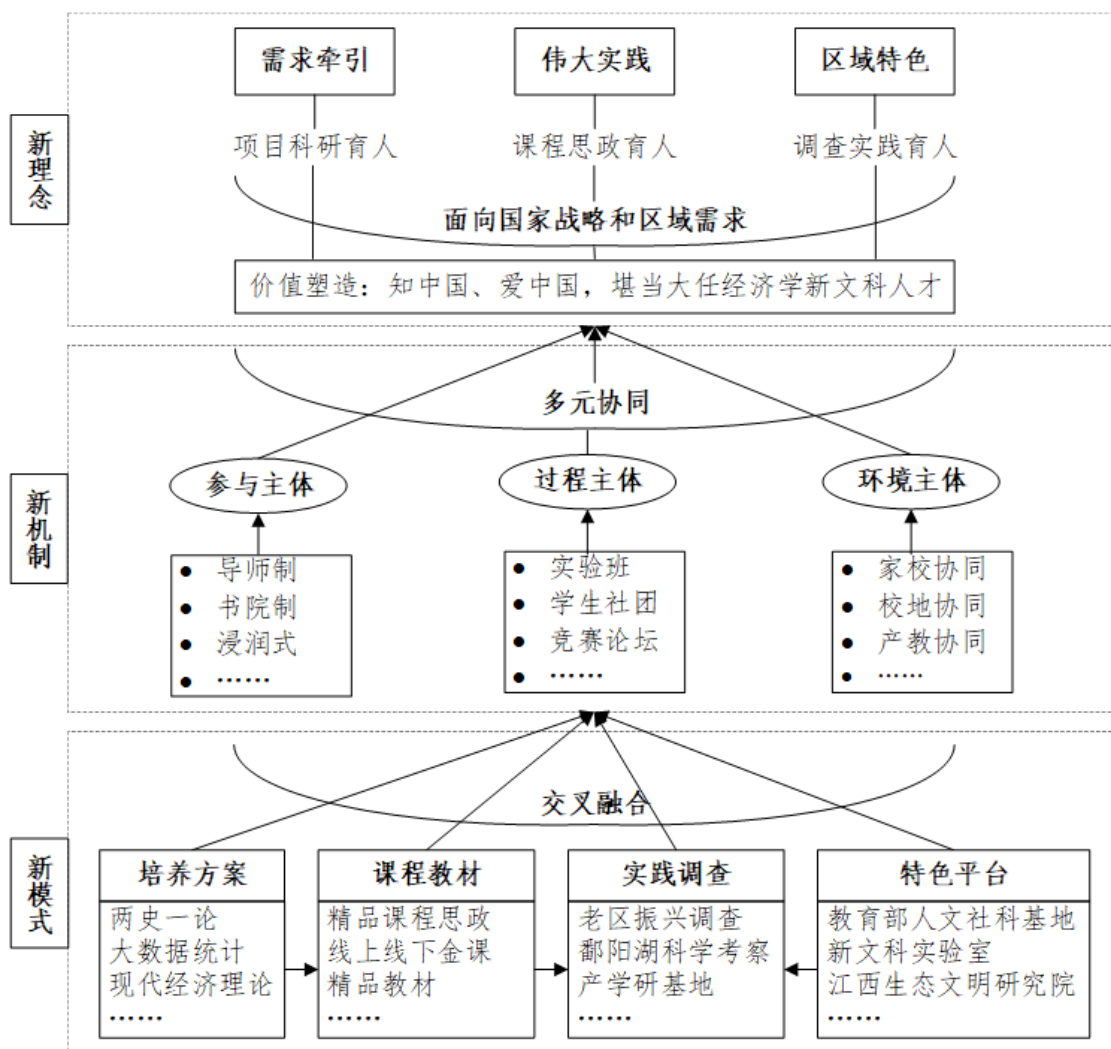 新理念
需求牵引
伟大实践
区域特色
项目科研育人
课程思政育人
调查实践育人
面向国家战略和区域需求
价值塑造：知中国、爱中国，堪当大任经济学新文科人才
新机制
多元协同
参与主体
过程主体
环境主体
● 导师制
● 书院制
● 浸润式
● ……
● 实验班
● 学生社团
● 竞赛论坛
● ……
● 家校协同
● 校地协同
● 产教协同
● ……
新模式
交叉融合
培养方案
两史一论
大数据统计
现代经济理论
……
课程教材
精品课程思政
线上线下金课
精品教材
……
实践调查
老区振兴调查
鄱阳湖科学考察
产学研基地
……
特色平台
教育部人文社科基地
新文科实验室
江西生态文明研究院
……